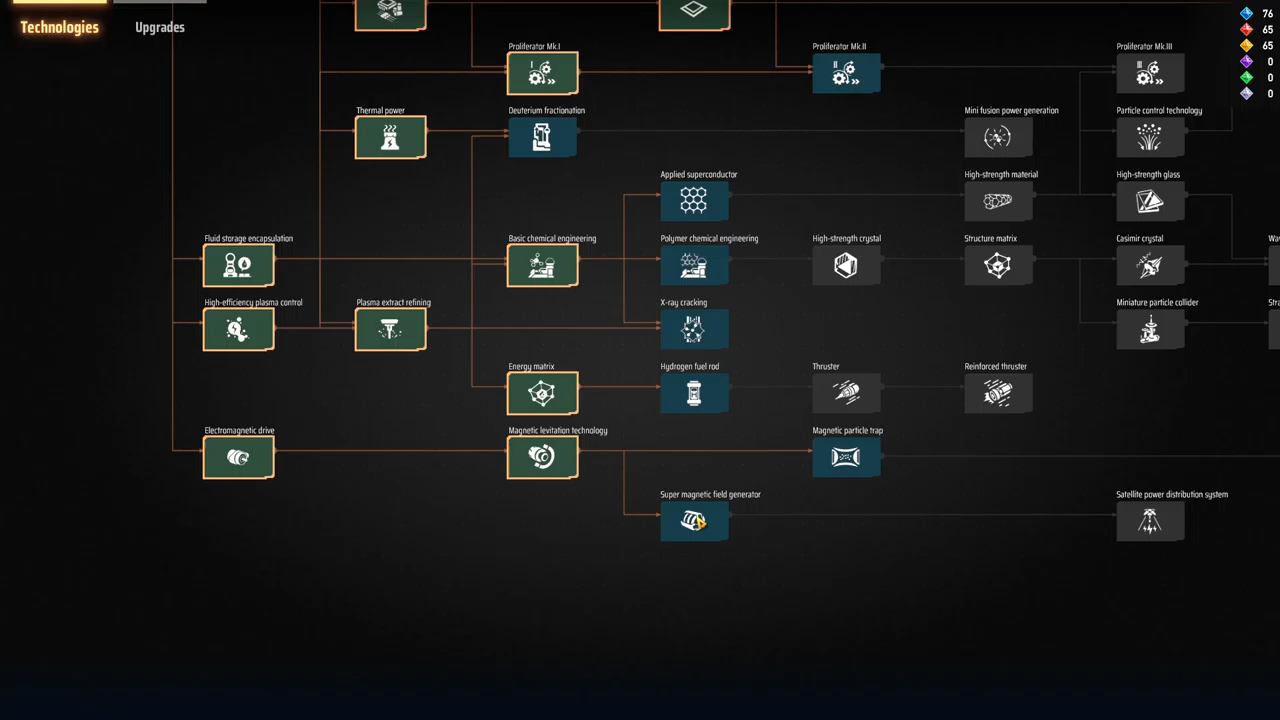 Technologies
Upgrades
76
65
65
0
0
0
Proliferator Mk.I
Proliferator Mk.II
Proliferator Mk.III
Thermal power
Deuterium fractionation
Mini fusion power generation
Particle control technology
Applied superconductor
High-strength material
High-strength glass
Fluid storage encapsulation
Basic chemical engineering
Polymer chemical engineering
High-strength crystal
Structure matrix
Casimir crystal
Wa
High-efficiency plasma control
Plasma extract refining
X-ray cracking
Miniature particle collider
Stra
Energy matrix
Hydrogen fuel rod
Thruster
Reinforced thruster
Electromagnetic drive
Magnetic levitation technology
Magnetic particle trap
Super magnetic field generator
Satellite power distribution system